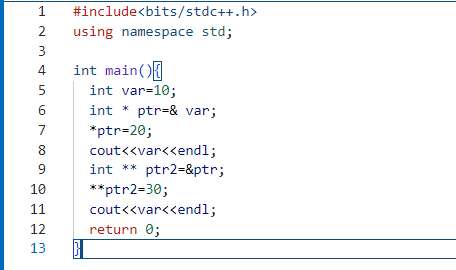 1 #include<bits/stdc++.h>
2 using namespace std;
3
4 int main(){
5 int var=10;
6 int * ptr=& var;
7 *ptr=20;
8 cout<<var<<endl;
9 int ** ptr2=&ptr;
10 **ptr2=30;
11 cout<<var<<endl;
12 return 0;
13 }